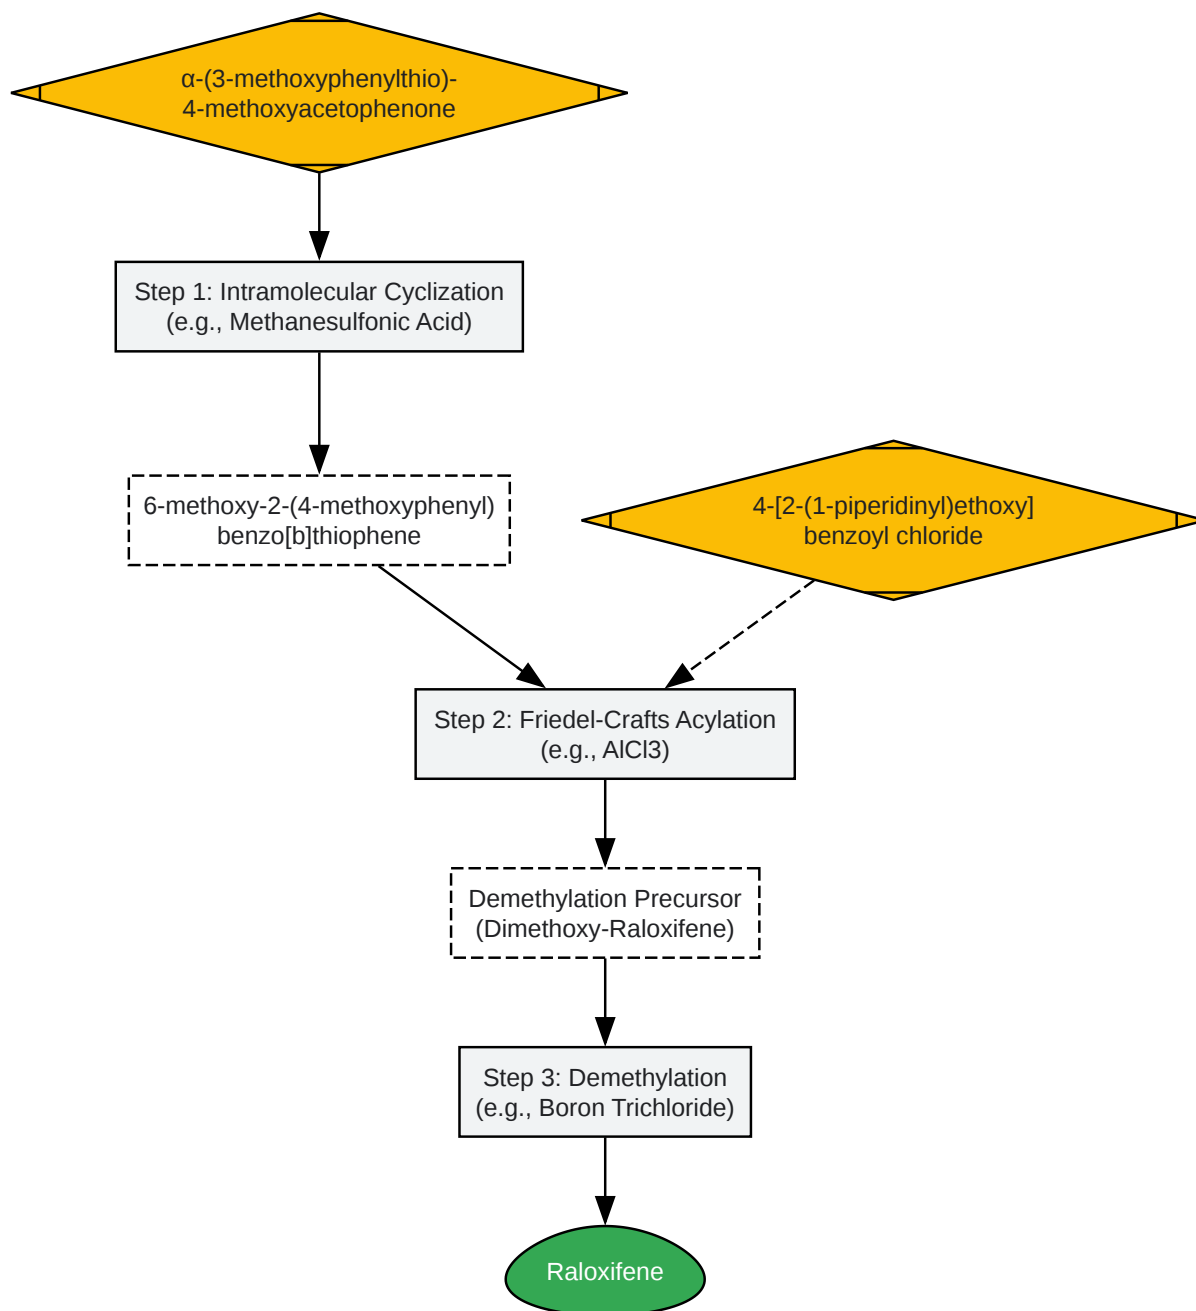 α-(3-methoxyphenylthio)-
4-methoxyacetophenone
Step 1: Intramolecular Cyclization
(e.g., Methanesulfonic Acid)
6-methoxy-2-(4-methoxyphenyl)
benzo[b]thiophene
4-[2-(1-piperidinyl)ethoxy]
benzoyl chloride
Step 2: Friedel-Crafts Acylation
(e.g., AlCl3)
Demethylation Precursor
(Dimethoxy-Raloxifene)
Step 3: Demethylation
(e.g., Boron Trichloride)
Raloxifene